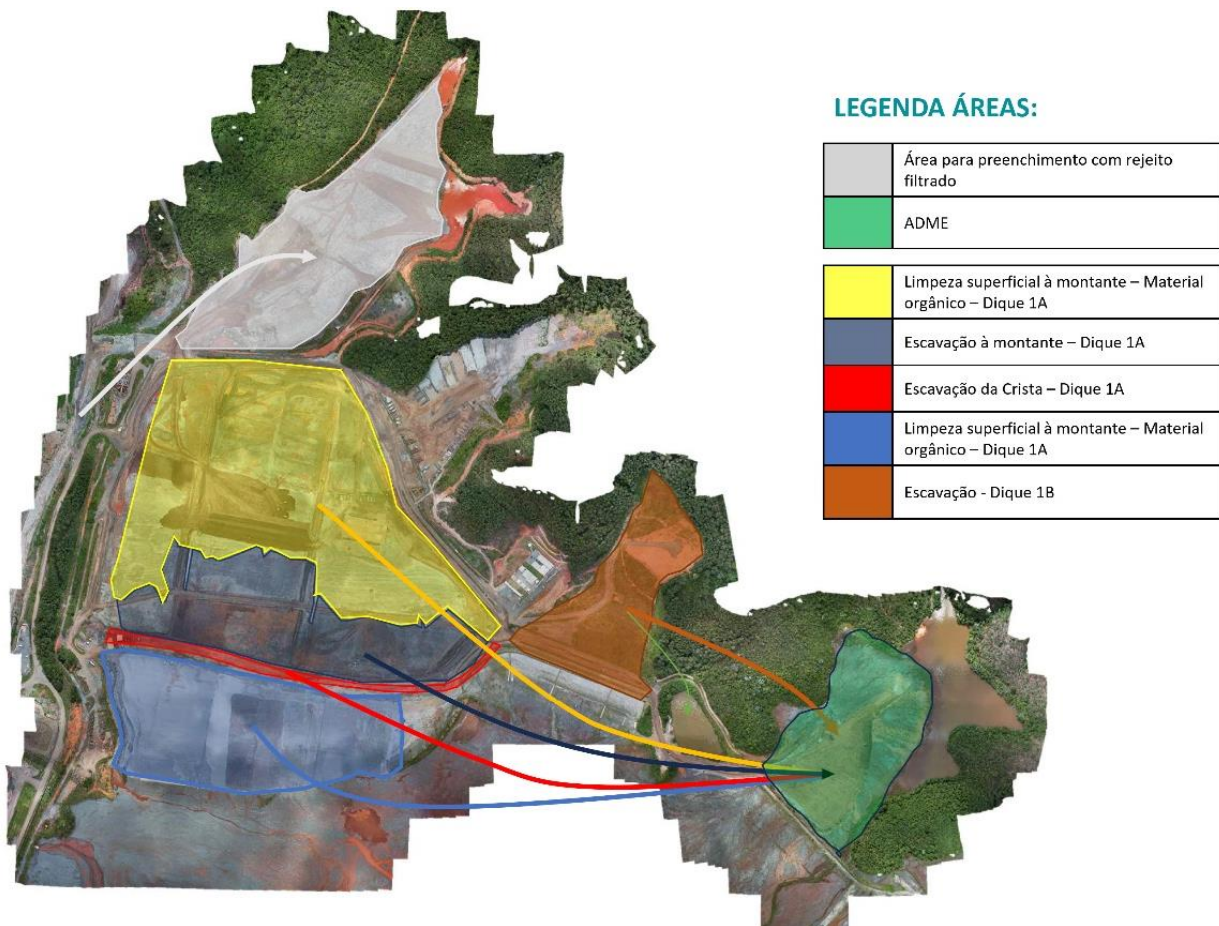 LEGENDA ÁREAS:
Área para preenchimento com rejeito
filtrado
ADME
Limpeza superficial à montante – Material
orgânico – Dique 1A
Escavação à montante – Dique 1A
Escavação da Crista – Dique 1A
Limpeza superficial à montante – Material
orgânico – Dique 1A
Escavação - Dique 1B